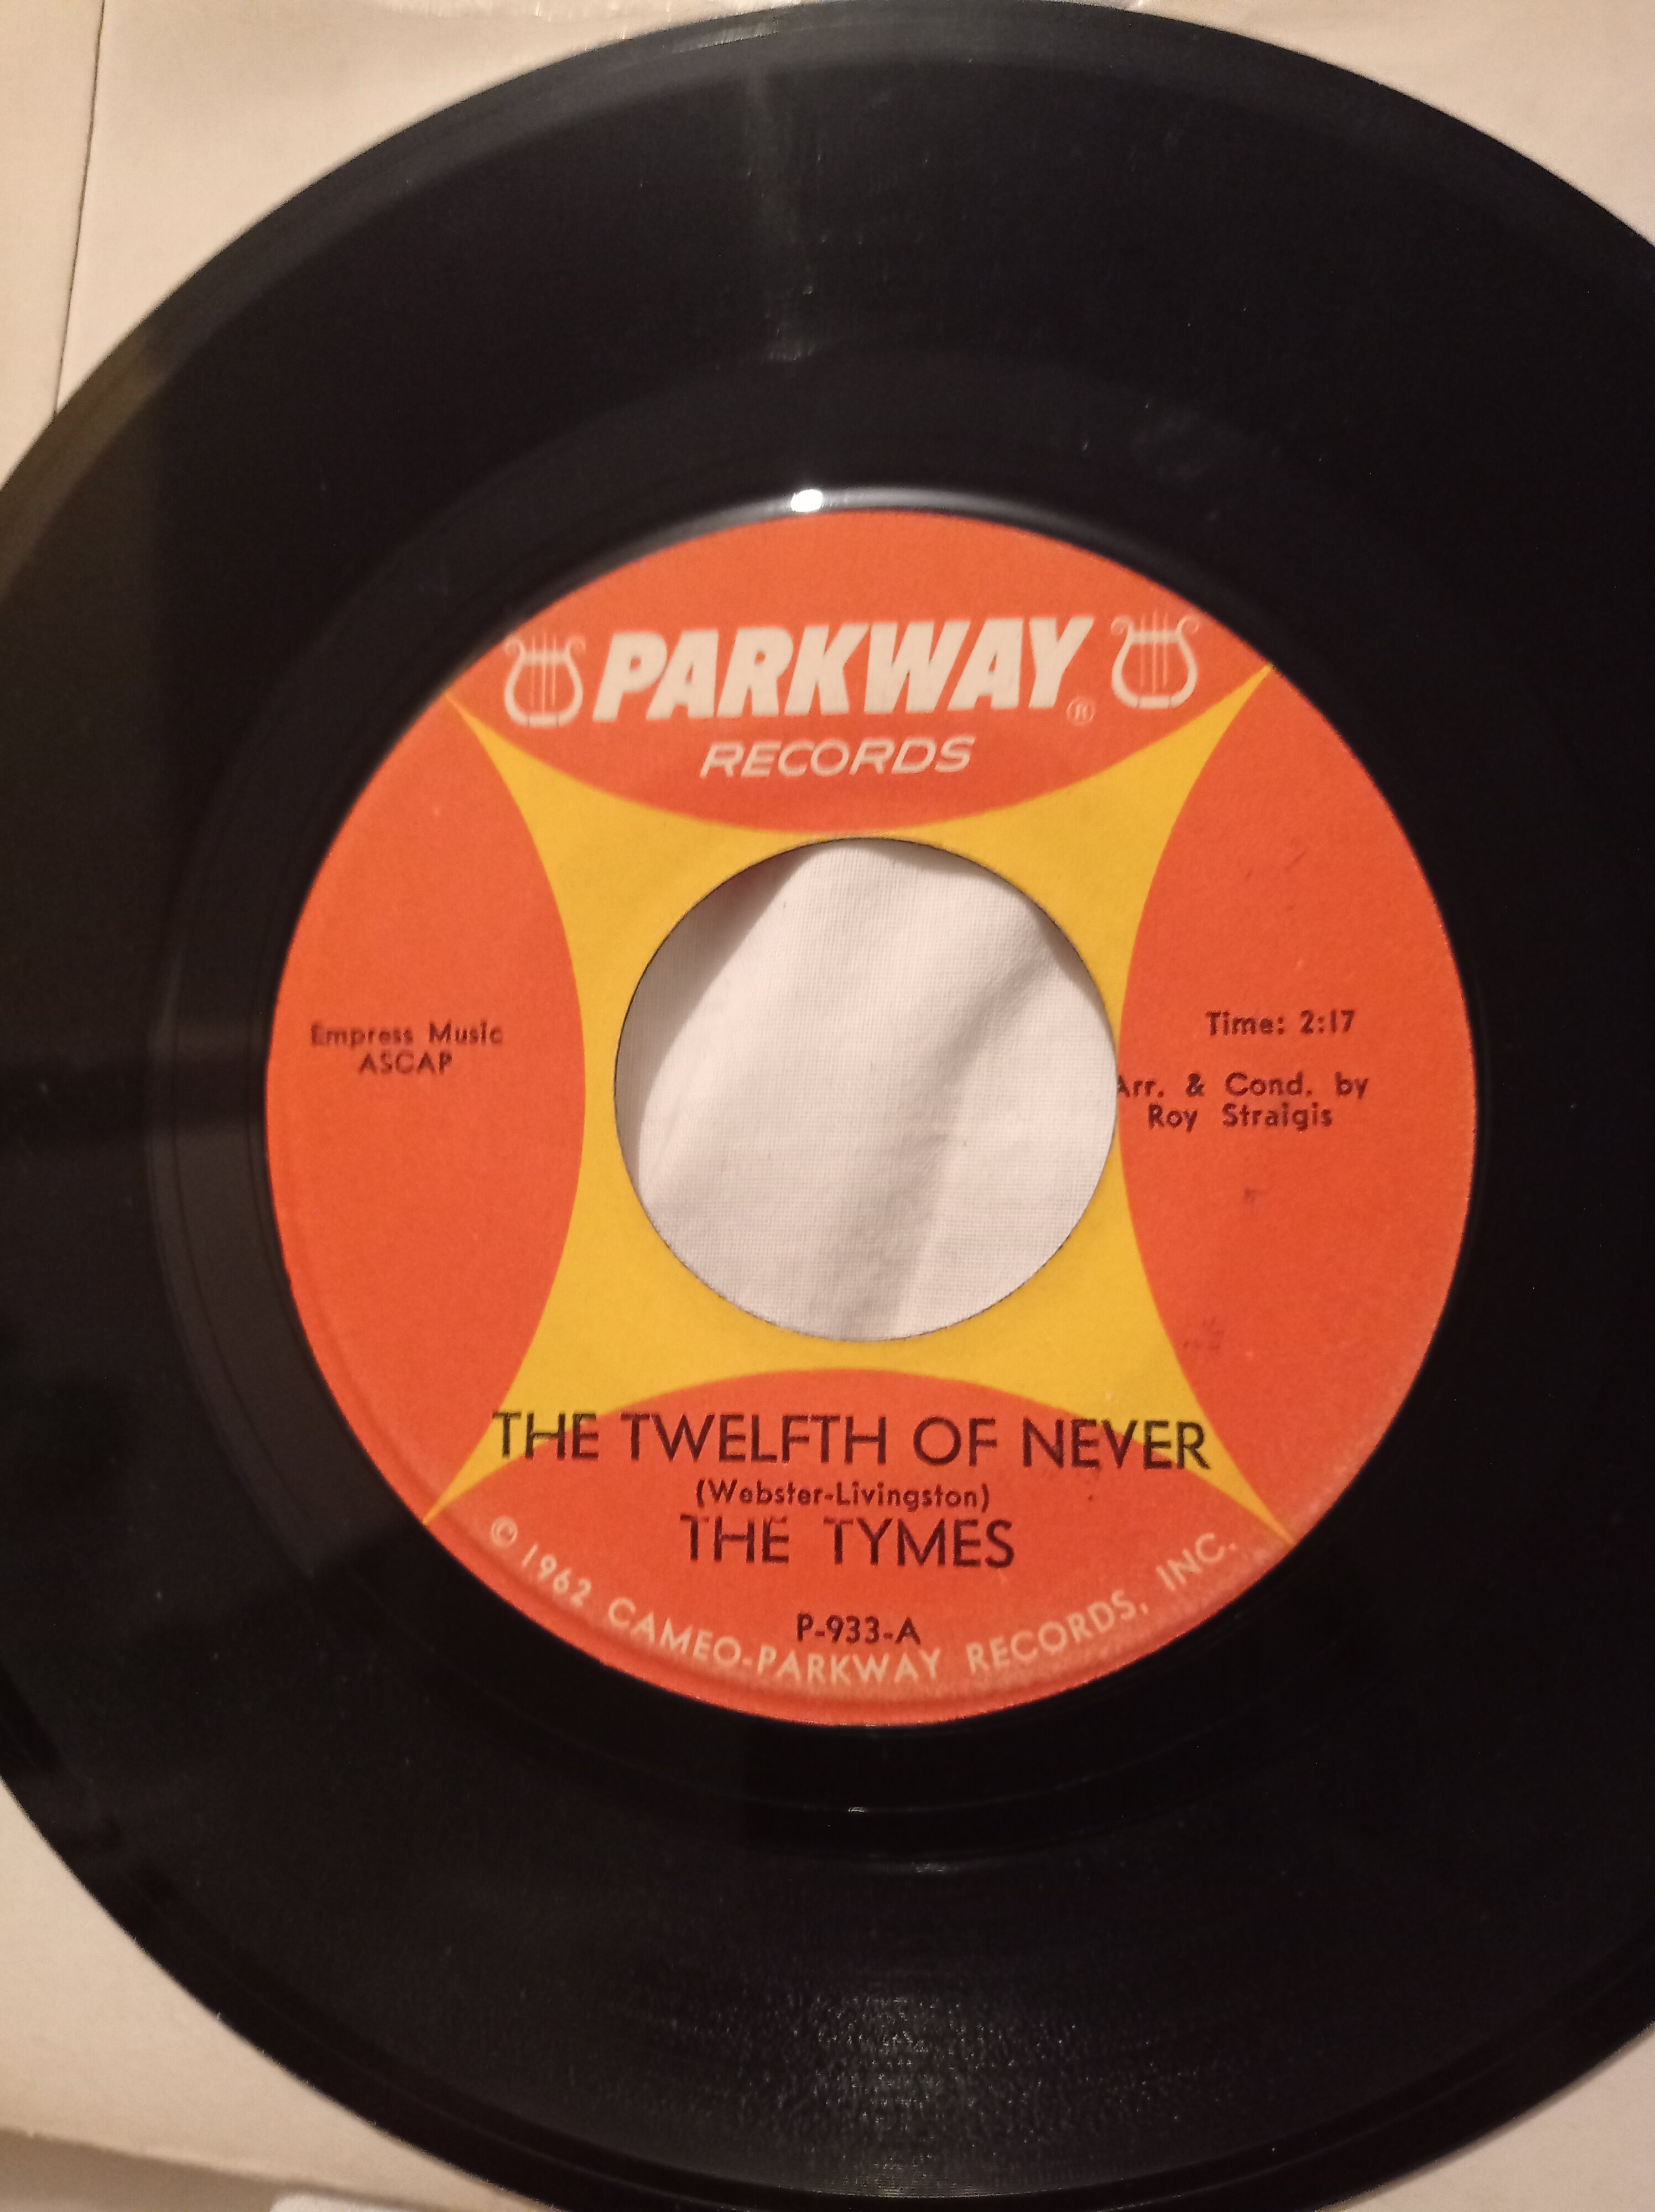 PARKWAY ®
RECORDS
Empress Music
ASCAP
Time: 2:17
Arr. & Cond. by
Roy Straigis
THE TWELFTH OF NEVER
(Webster-Livingston)
THE TYMES
P-933-A
© 1962 CAMEO-PARKWAY RECORDS, INC.